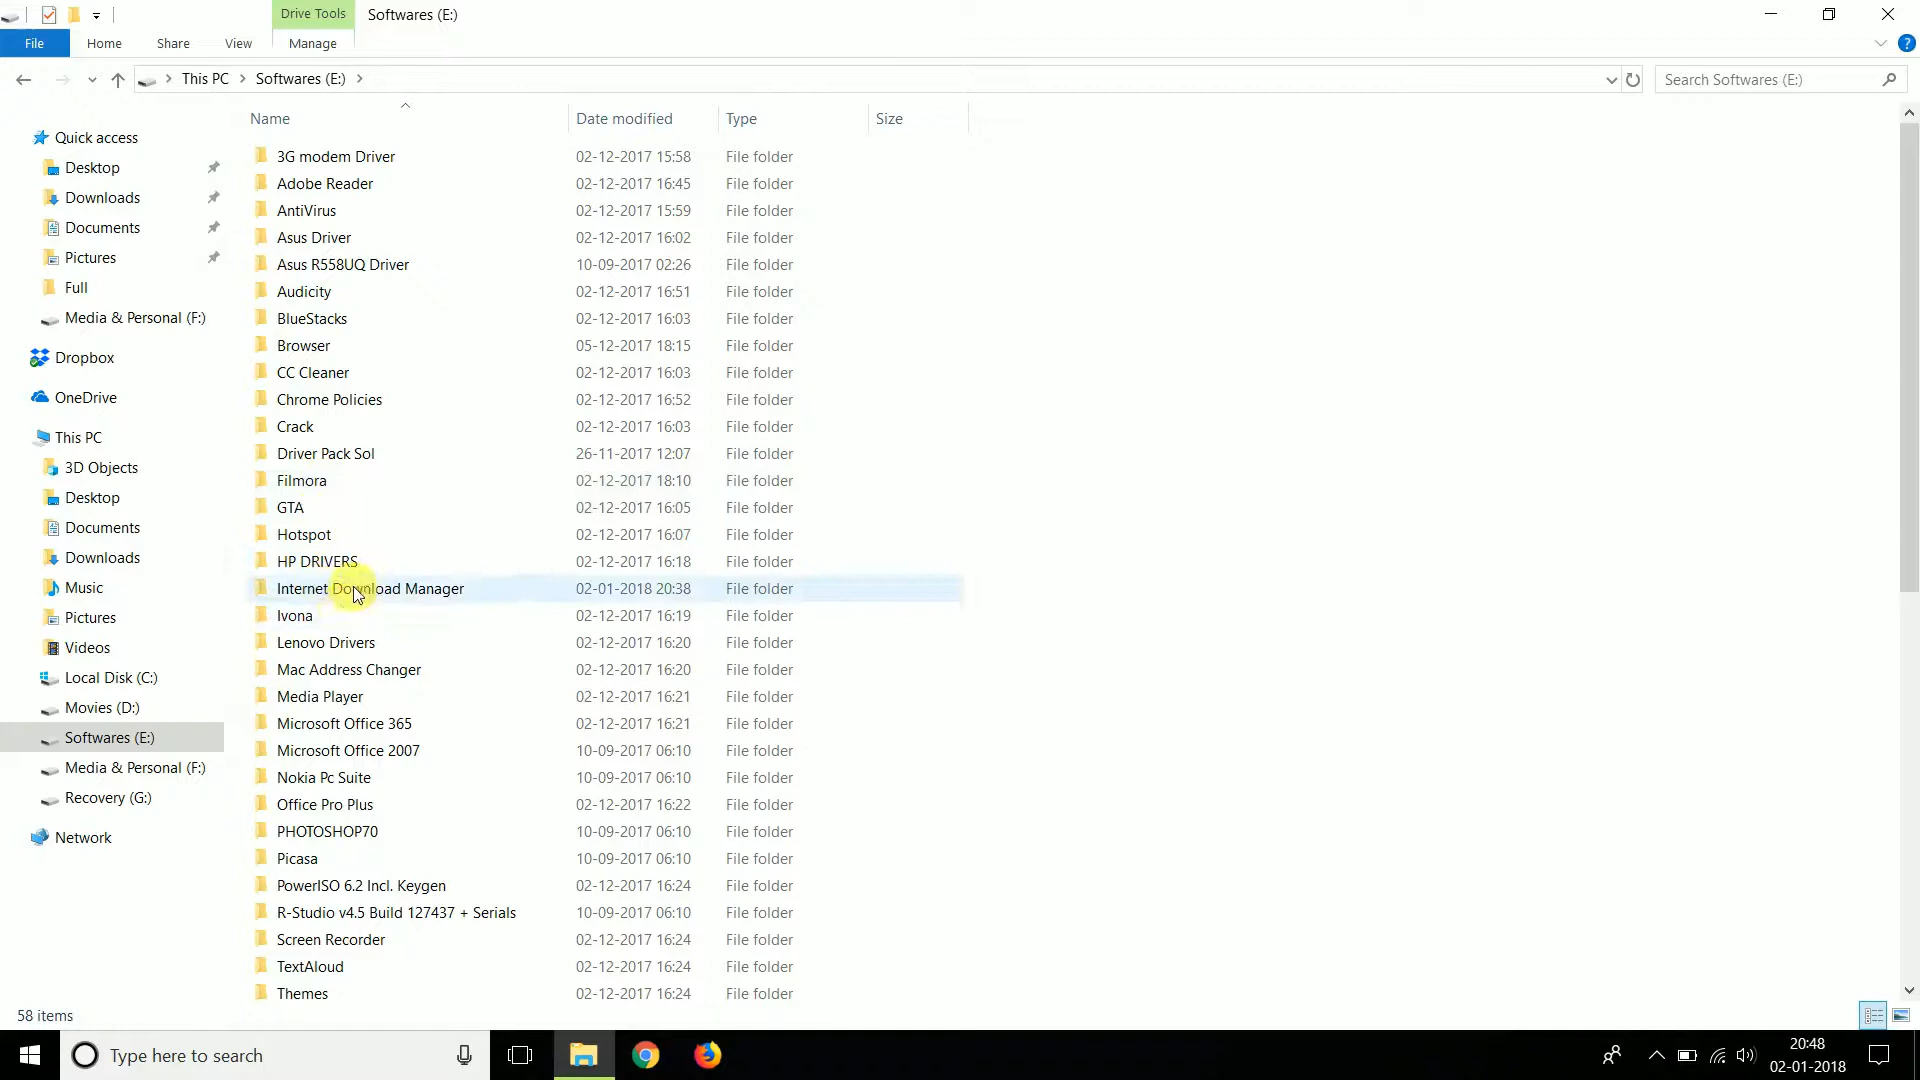 Drive Tools
Softwares (E:)
File
Home
Share
View
Manage
This PC
Softwares (E:)
Search Softwares (E:)
Name
Date modified
Type
Size
Quick access
Desktop
Downloads
Documents
Pictures
Full
Media & Personal (F:)
Dropbox
OneDrive
This PC
3D Objects
Desktop
Documents
Downloads
Music
Pictures
Videos
Local Disk (C:)
Movies (D:)
Softwares (E:)
Media & Personal (F:)
Recovery (G:)
Network
3G modem Driver 02-12-2017 15:58 File folder
Adobe Reader 02-12-2017 16:45 File folder
AntiVirus 02-12-2017 15:59 File folder
Asus Driver 02-12-2017 16:02 File folder
Asus R558UQ Driver 10-09-2017 02:26 File folder
Audicity 02-12-2017 16:51 File folder
BlueStacks 02-12-2017 16:03 File folder
Browser 05-12-2017 18:15 File folder
CC Cleaner 02-12-2017 16:03 File folder
Chrome Policies 02-12-2017 16:52 File folder
Crack 02-12-2017 16:03 File folder
Driver Pack Sol 26-11-2017 12:07 File folder
Filmora 02-12-2017 18:10 File folder
GTA 02-12-2017 16:05 File folder
Hotspot 02-12-2017 16:07 File folder
HP DRIVERS 02-12-2017 16:18 File folder
Internet Download Manager 02-01-2018 20:38 File folder
Ivona 02-12-2017 16:19 File folder
Lenovo Drivers 02-12-2017 16:20 File folder
Mac Address Changer 02-12-2017 16:20 File folder
Media Player 02-12-2017 16:21 File folder
Microsoft Office 365 02-12-2017 16:21 File folder
Microsoft Office 2007 10-09-2017 06:10 File folder
Nokia Pc Suite 10-09-2017 06:10 File folder
Office Pro Plus 02-12-2017 16:22 File folder
PHOTOSHOP70 10-09-2017 06:10 File folder
Picasa 10-09-2017 06:10 File folder
PowerISO 6.2 Incl. Keygen 02-12-2017 16:24 File folder
R-Studio v4.5 Build 127437 + Serials 10-09-2017 06:10 File folder
Screen Recorder 02-12-2017 16:24 File folder
TextAloud 02-12-2017 16:24 File folder
Themes 02-12-2017 16:24 File folder
58 items
Type here to search
20:48
02-01-2018